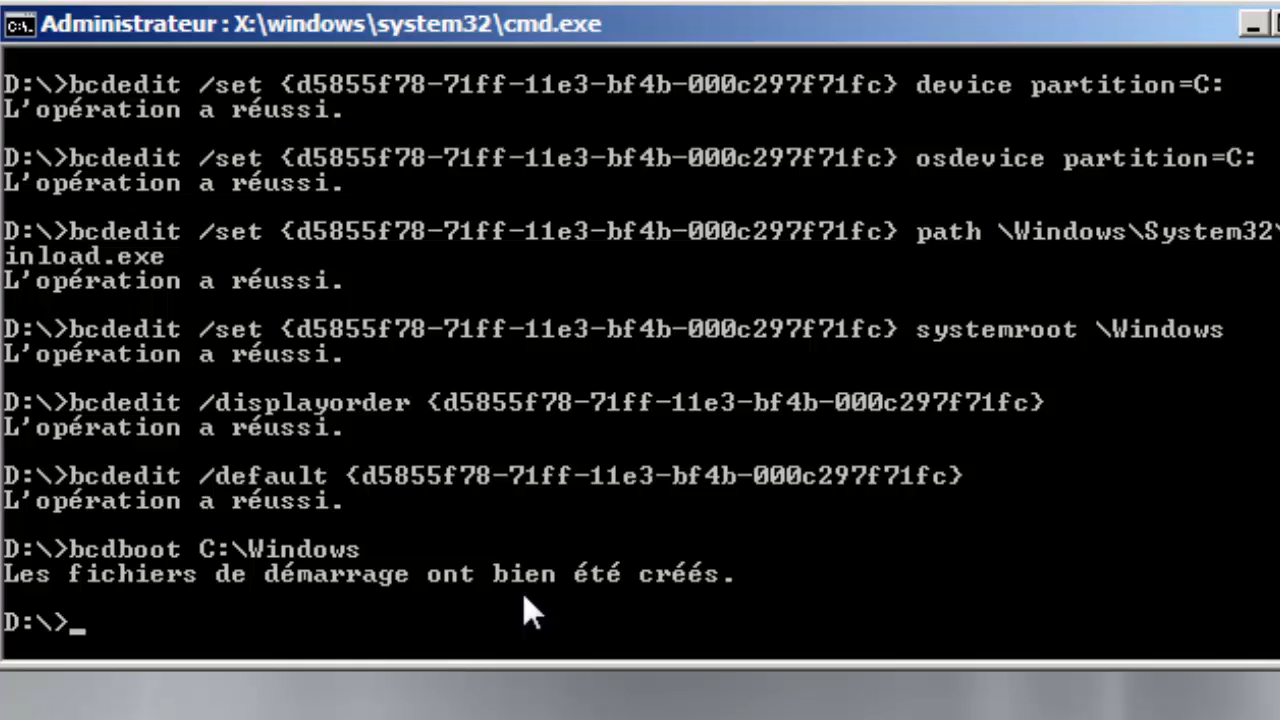 Administrateur : X:\windows\system32\cmd.exe
D:\>bcdedit /set {d5855f78-71ff-11e3-bf4b-000c297f71fc} device partition=C:
L'opération a réussi.
D:\>bcdedit /set {d5855f78-71ff-11e3-bf4b-000c297f71fc} osdevice partition=C:
L'opération a réussi.
D:\>bcdedit /set {d5855f78-71ff-11e3-bf4b-000c297f71fc} path \Windows\System32\
inload.exe
L'opération a réussi.
D:\>bcdedit /set {d5855f78-71ff-11e3-bf4b-000c297f71fc} systemroot \Windows
L'opération a réussi.
D:\>bcdedit /displayorder {d5855f78-71ff-11e3-bf4b-000c297f71fc}
L'opération a réussi.
D:\>bcdedit /default {d5855f78-71ff-11e3-bf4b-000c297f71fc}
L'opération a réussi.
D:\>bcdboot C:\Windows
Les fichiers de démarrage ont bien été créés.
D:\>_